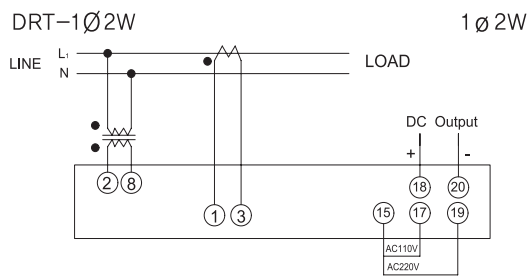 DRT-1Ø2W 1ø2W
L₁
LINE LOAD
N
DC Output
+ -
2 8 18 20
1 3 15 17 19
AC110V
AC220V